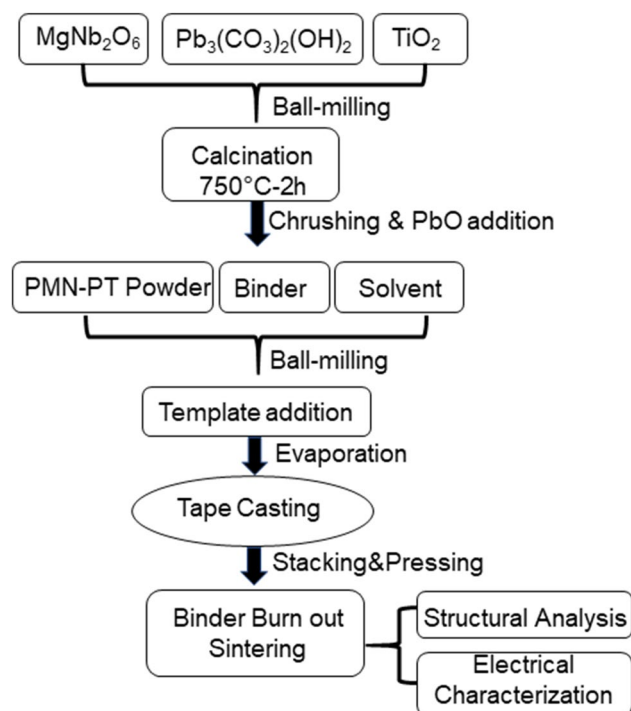 MgNb₂O₆ Pb₃(CO₃)₂(OH)₂ TiO₂
Ball-milling
Calcination
750°C-2h
Chrushing & PbO addition
PMN-PT Powder Binder Solvent
Ball-milling
Template addition
Evaporation
Tape Casting
Stacking&Pressing
Binder Burn out
Sintering
Structural Analysis
Electrical
Characterization